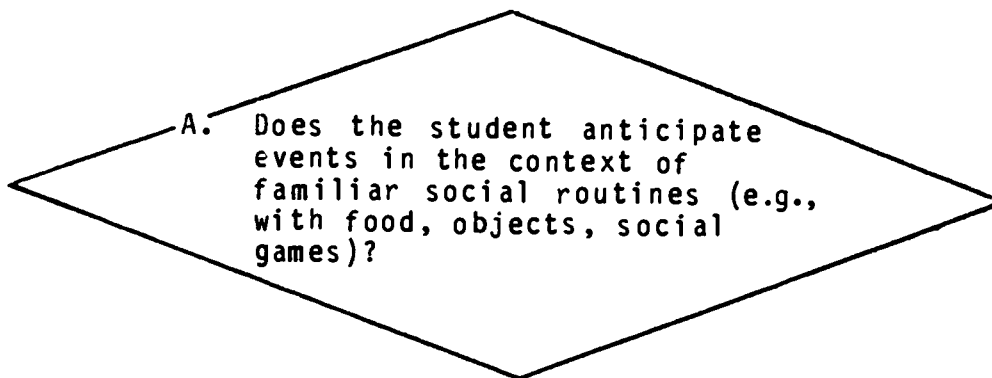 A. Does the student anticipate
events in the context of
familiar social routines (e.g.,
with food, objects, social
games)?